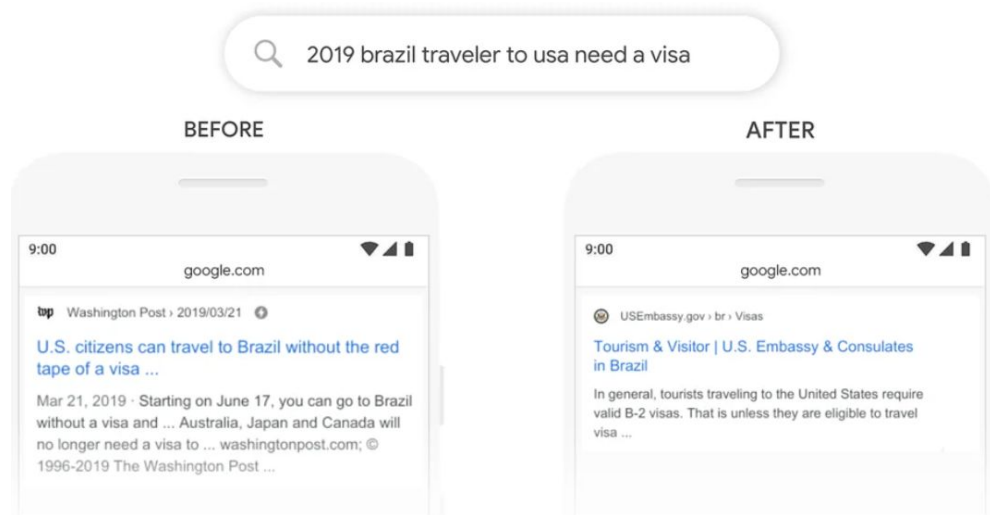 2019 brazil traveler to usa need a visa
BEFORE
9:00
google.com
wp Washington Post › 2019/03/21
U.S. citizens can travel to Brazil without the red
tape of a visa ...
Mar 21, 2019 · Starting on June 17, you can go to Brazil
without a visa and ... Australia, Japan and Canada will
no longer need a visa to ... washingtonpost.com; ©
1996-2019 The Washington Post ...
AFTER
9:00
google.com
USEmbassy.gov › br › Visas
Tourism & Visitor | U.S. Embassy & Consulates
in Brazil
In general, tourists traveling to the United States require
valid B-2 visas. That is unless they are eligible to travel
visa ...